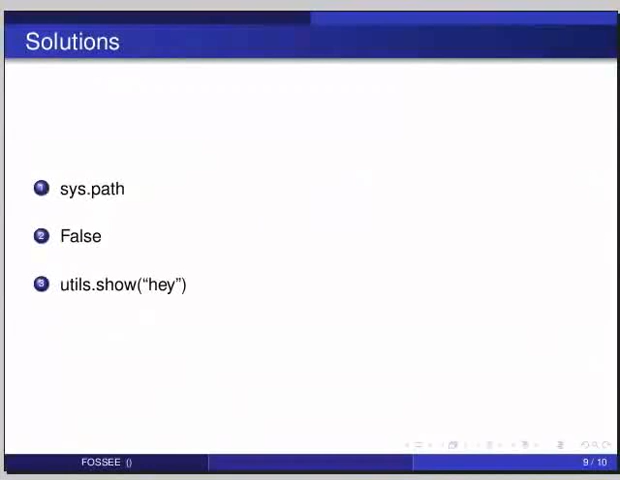 Solutions
1 sys.path
2 False
3 utils.show(“hey”)
FOSSEE ()
9 / 10